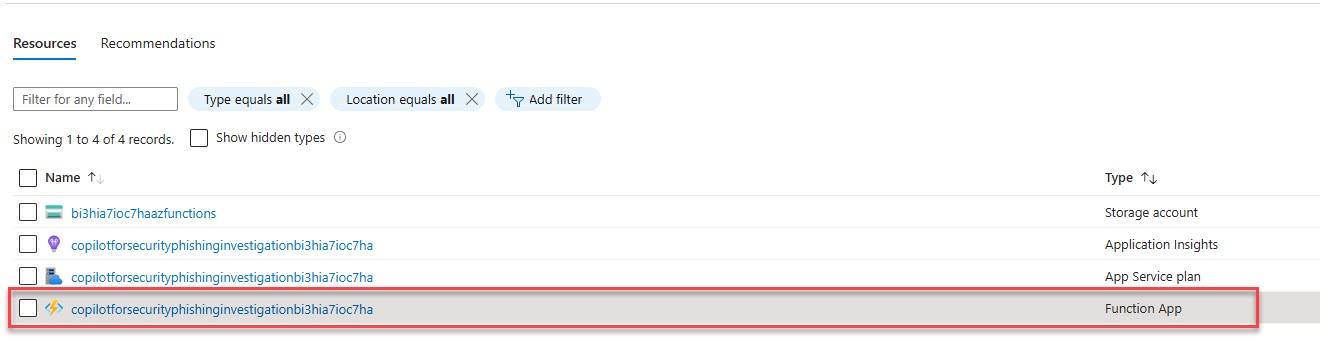 Resources Recommendations
Filter for any field... Type equals all Location equals all Add filter
Showing 1 to 4 of 4 records. Show hidden types
Name Type
bi3hia7ioc7haazfunctions Storage account
copilotforsecurityphishinginvestigationbi3hia7ioc7ha Application Insights
copilotforsecurityphishinginvestigationbi3hia7ioc7ha App Service plan
copilotforsecurityphishinginvestigationbi3hia7ioc7ha Function App